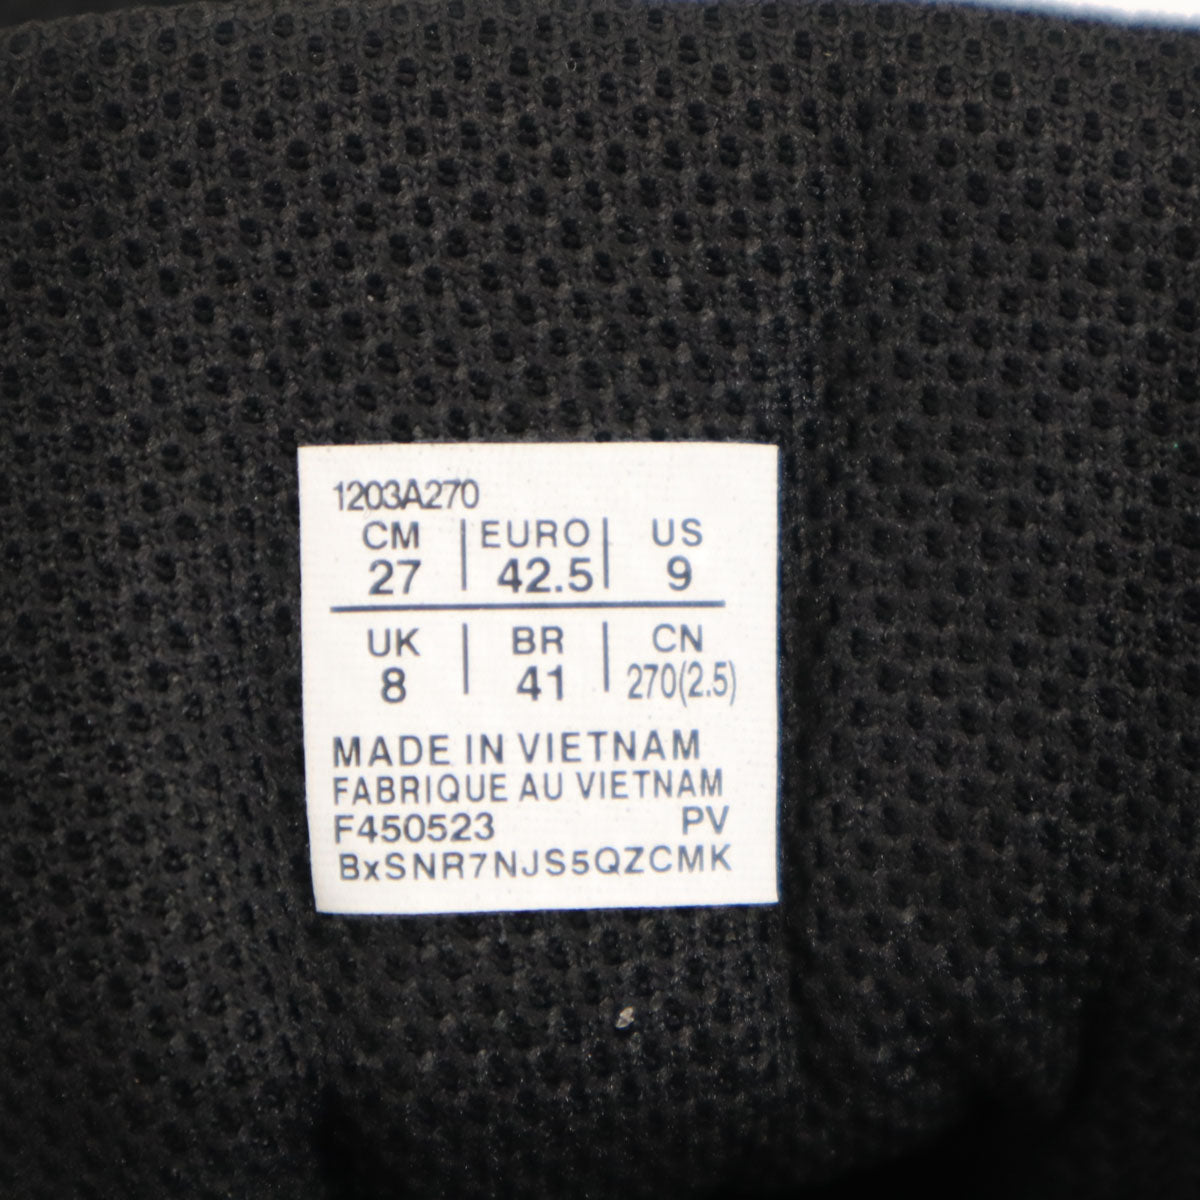 1203A270
CM | EURO | US
27 | 42.5 | 9
UK | BR | CN
8 | 41 | 270(2.5)
MADE IN VIETNAM
FABRIQUE AU VIETNAM
F450523 PV
BxSNR7NJS5QZCMK